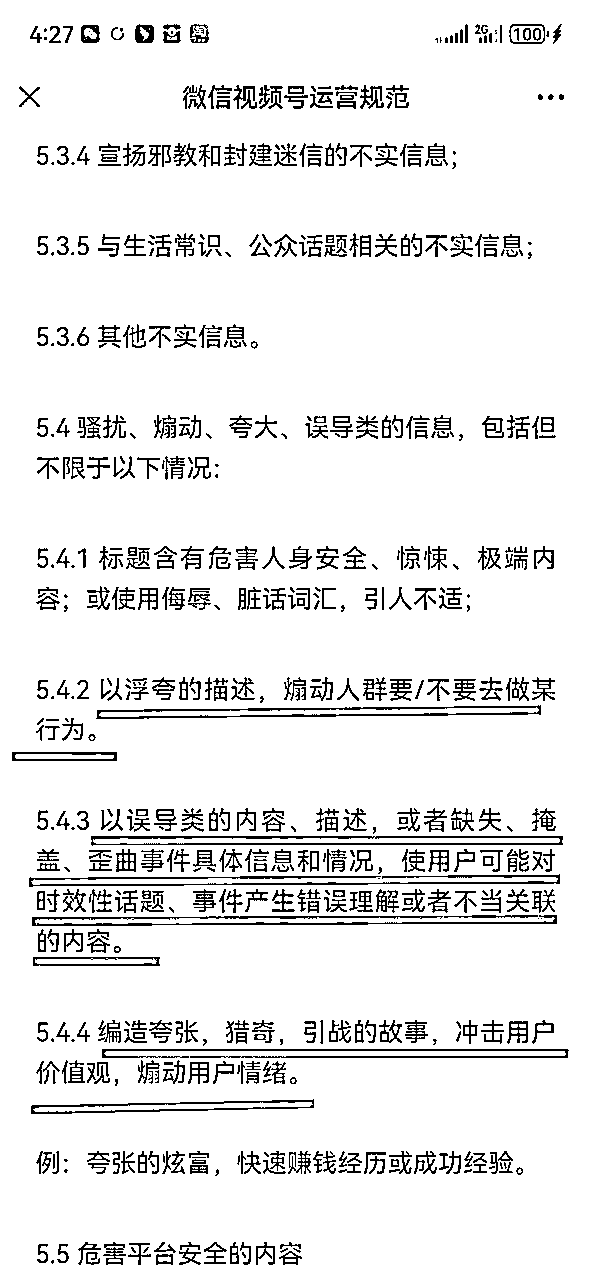 4:27 2G 100
微信视频号运营规范
5.3.4 宣扬邪教和封建迷信的不实信息；
5.3.5 与生活常识、公众话题相关的不实信息；
5.3.6 其他不实信息。
5.4 骚扰、煽动、夸大、误导类的信息，包括但
不限于以下情况：
5.4.1 标题含有危害人身安全、惊悚、极端内
容；或使用侮辱、脏话词汇，引人不适；
5.4.2 以浮夸的描述，煽动人群要/不要去做某
行为。
5.4.3 以误导类的内容、描述，或者缺失、掩
盖、歪曲事件具体信息和情况，使用户可能对
时效性话题、事件产生错误理解或者不当关联
的内容。
5.4.4 编造夸张，猎奇，引战的故事，冲击用户
价值观，煽动用户情绪。
例：夸张的炫富，快速赚钱经历或成功经验。
5.5 危害平台安全的内容